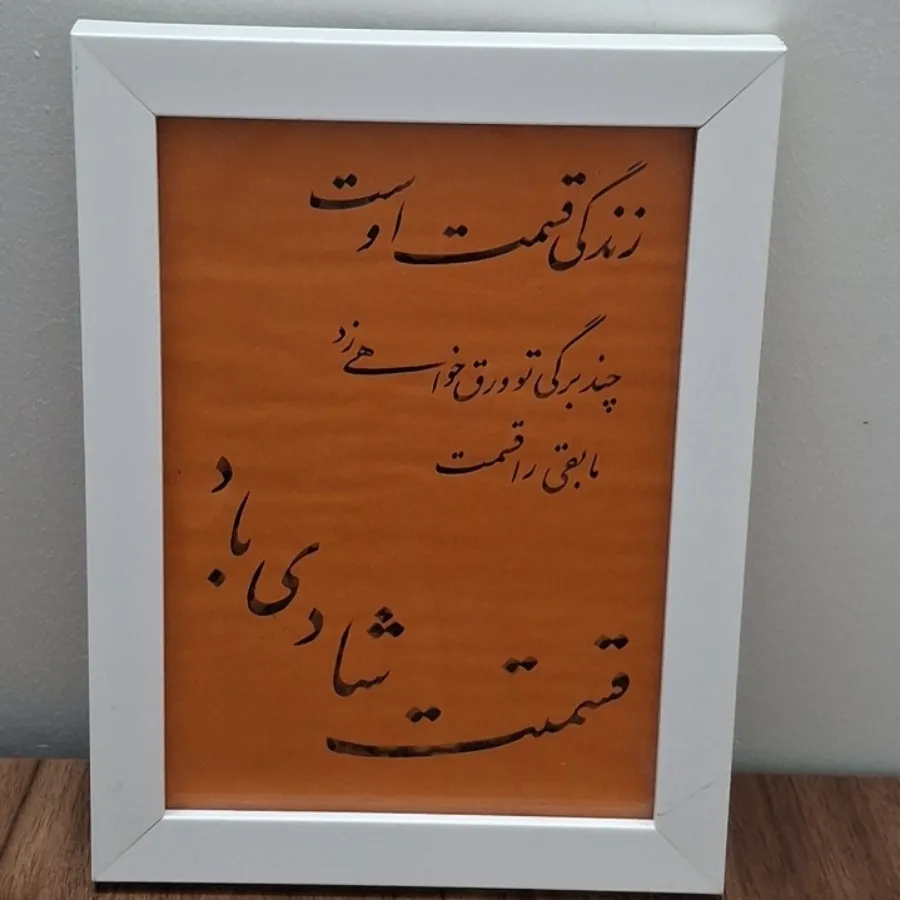 زندگی قسمت اوست
چند برگی تو ورق خواهی زد
مابقی را قسمت
قسمتت شادی باد